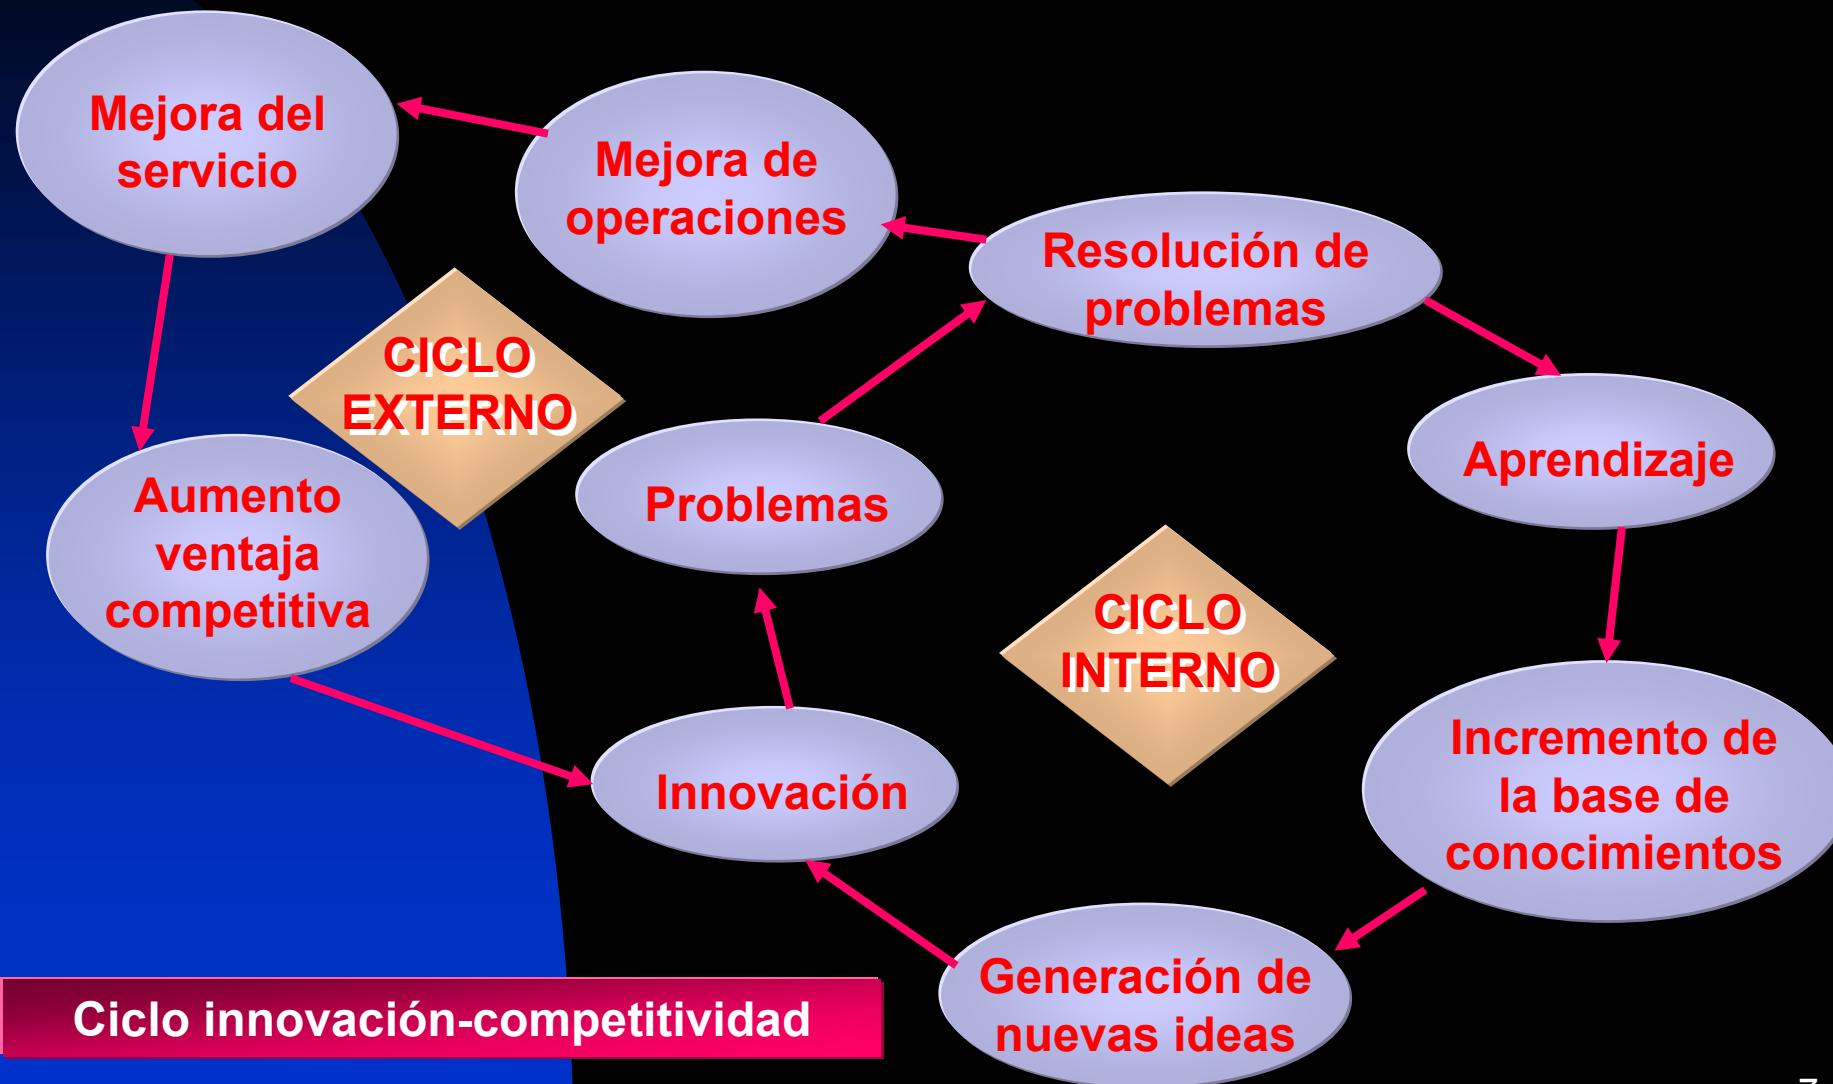 Mejora del
servicio
Mejora de
operaciones
Resolución de
problemas
CICLO
EXTERNO
Aprendizaje
Problemas
Aumento
ventaja
competitiva
CICLO
INTERNO
Incremento de
la base de
conocimientos
Innovación
Generación de
nuevas ideas
Ciclo innovación-competitividad